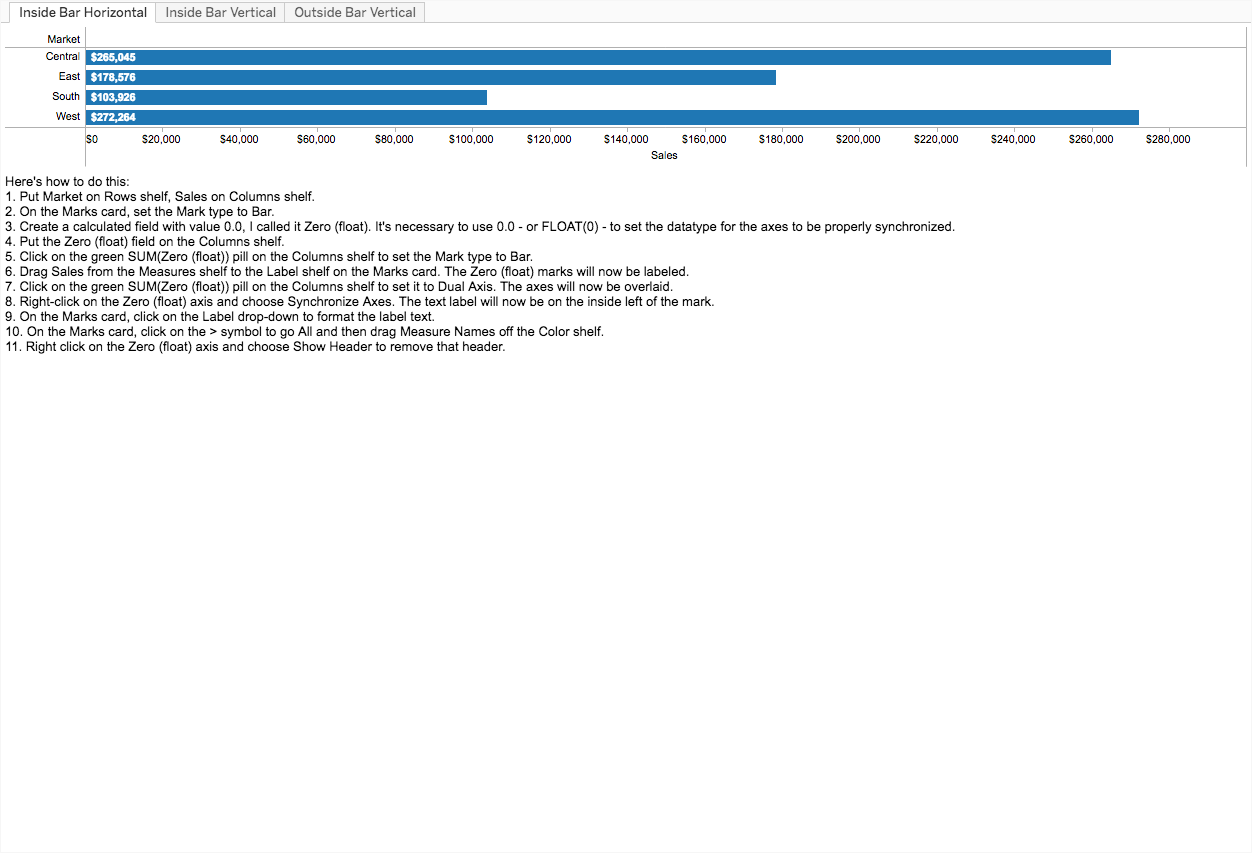 Inside Bar Horizontal Inside Bar Vertical Outside Bar Vertical
Market
Central $265,045
East $178,576
South $103,926
West $272,264
$0 $20,000 $40,000 $60,000 $80,000 $100,000 $120,000 $140,000 $160,000 $180,000 $200,000 $220,000 $240,000 $260,000 $280,000
Sales
Here's how to do this:
1. Put Market on Rows shelf, Sales on Columns shelf.
2. On the Marks card, set the Mark type to Bar.
3. Create a calculated field with value 0.0, I called it Zero (float). It's necessary to use 0.0 - or FLOAT(0) - to set the datatype for the axes to be properly synchronized.
4. Put the Zero (float) field on the Columns shelf.
5. Click on the green SUM(Zero (float)) pill on the Columns shelf to set the Mark type to Bar.
6. Drag Sales from the Measures shelf to the Label shelf on the Marks card. The Zero (float) marks will now be labeled.
7. Click on the green SUM(Zero (float)) pill on the Columns shelf to set it to Dual Axis. The axes will now be overlaid.
8. Right-click on the Zero (float) axis and choose Synchronize Axes. The text label will now be on the inside left of the mark.
9. On the Marks card, click on the Label drop-down to format the label text.
10. On the Marks card, click on the > symbol to go All and then drag Measure Names off the Color shelf.
11. Right click on the Zero (float) axis and choose Show Header to remove that header.